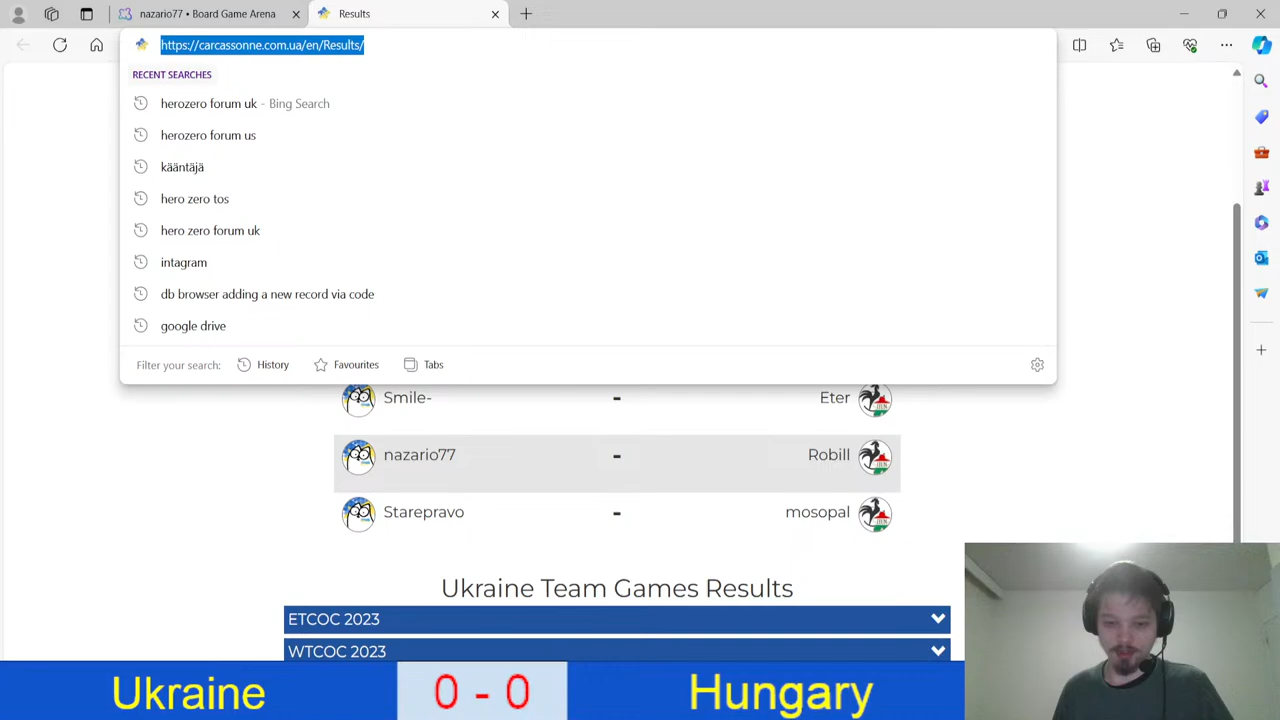 nazario77 • Board Game Arena
Results
https://carcassonne.com.ua/en/Results/
RECENT SEARCHES
herozero forum uk - Bing Search
herozero forum us
kääntäjä
hero zero tos
hero zero forum uk
intagram
db browser adding a new record via code
google drive
Filter your search: History Favourites Tabs
Smile- - Eter
nazario77 - Robill
Starepravo - mosopal
Ukraine Team Games Results
ETCOC 2023
WTCOC 2023
Ukraine 0 - 0 Hungary